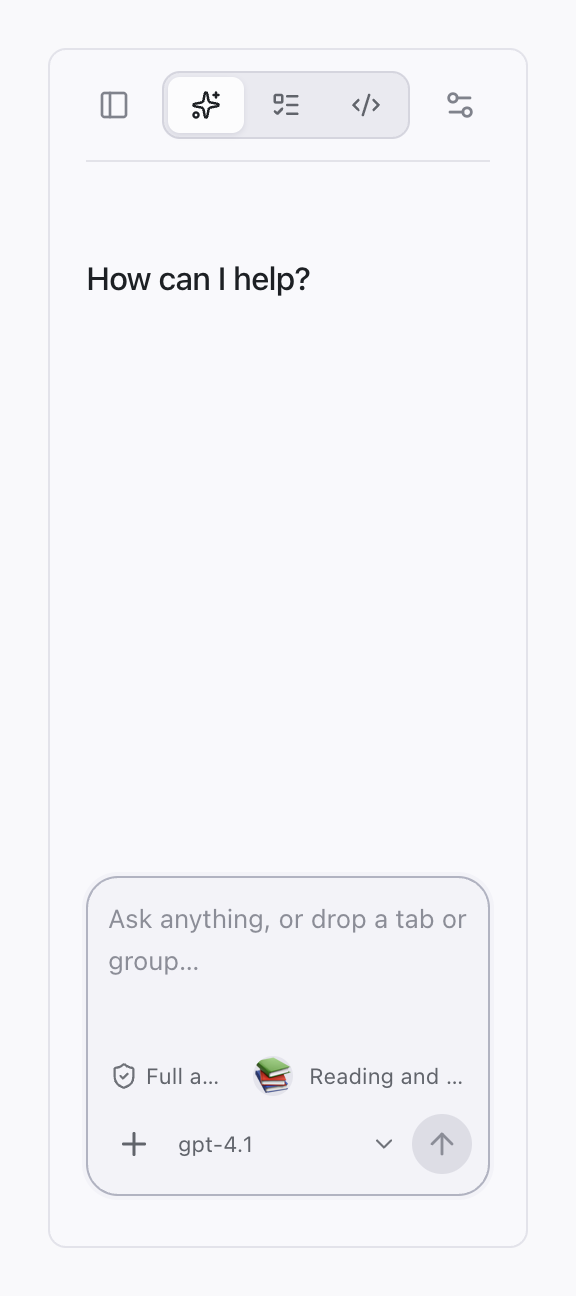 How can I help?
Ask anything, or drop a tab or
group...
Full a... Reading and ...
gpt-4.1